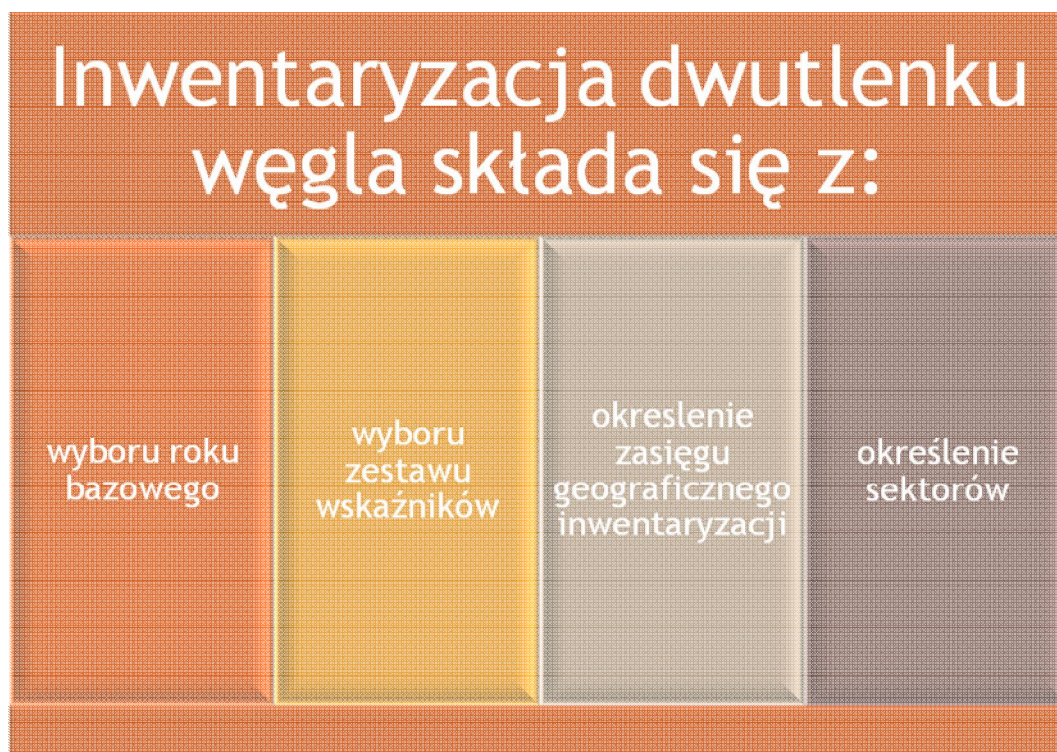 Inwentaryzacja dwutlenku
węgla składa się z:
wyboru roku
bazowego
wyboru
zestawu
wskaźników
okreslenie
zasięgu
geograficznego
inwentaryzacji
określenie
sektorów